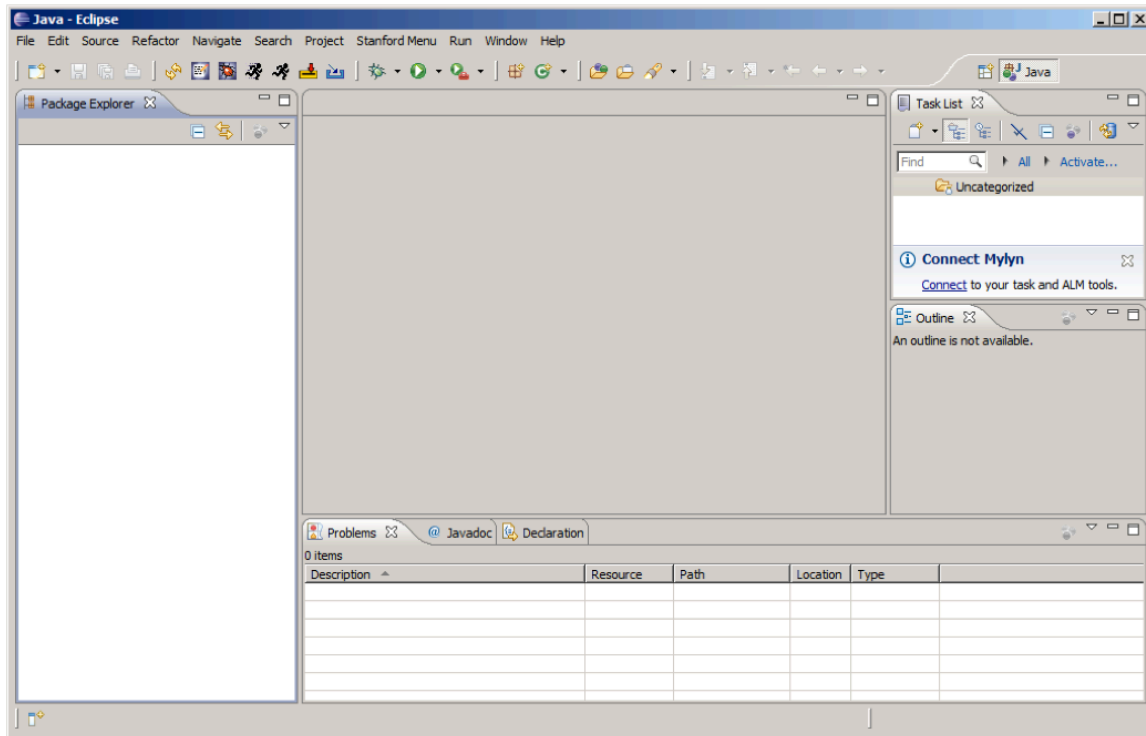 Java - Eclipse
File Edit Source Refactor Navigate Search Project Stanford Menu Run Window Help
Java
Package Explorer
Task List
Find All Activate...
Uncategorized
Connect Mylyn
Connect to your task and ALM tools.
Outline
An outline is not available.
Problems @ Javadoc Declaration
0 items
Description Resource Path Location Type